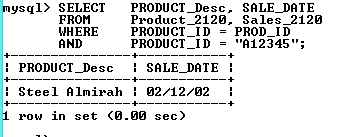 mysql> SELECT PRODUCT_Desc, SALE_DATE
FROM Product_2120, Sales_2120
WHERE PRODUCT_ID = PROD_ID
AND PRODUCT_ID = "A12345";
+---------------+-----------+
| PRODUCT_Desc | SALE_DATE |
+---------------+-----------+
| Steel Almirah | 02/12/02 |
+---------------+-----------+
1 row in set (0.00 sec)